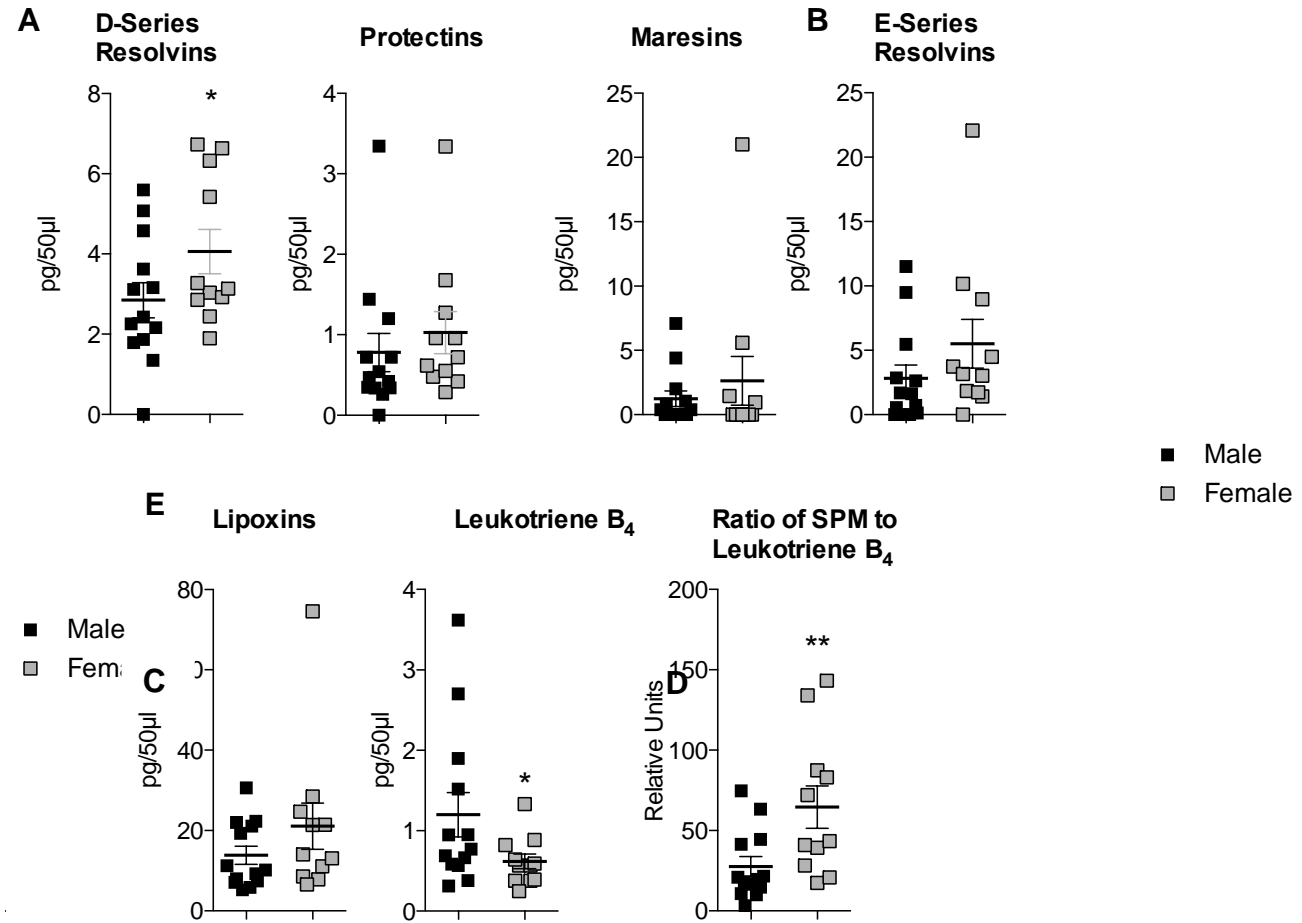 A
D-Series
Resolvins
Protectins
Maresins
B
E-Series
Resolvins
8
6
4
2
0
pg/50µl
*
4
3
2
1
0
pg/50µl
25
20
15
10
5
0
pg/50µl
25
20
15
10
5
0
pg/50µl
Male
Female
E
Lipoxins
Leukotriene B4
Ratio of SPM to
Leukotriene B4
Male
Fem
C
80
0
40
20
0
pg/50µl
4
3
2
1
0
pg/50µl
*
D
200
150
100
50
0
Relative Units
**